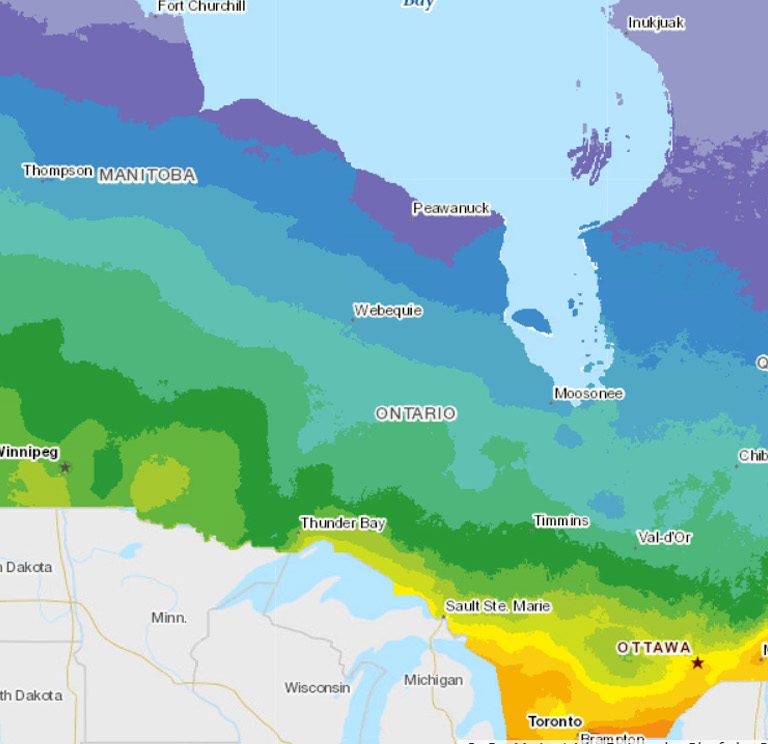 Fort Churchill
Bay
Inukjuak
Thompson
MANITOBA
Peawanuck
Webequie
Moosonee
ONTARIO
Winnipeg
Chib
Timmins
Val-d'Or
Thunder Bay
Dakota
Minn.
Sault Ste. Marie
OTTAWA
Wisconsin
Michigan
th Dakota
Toronto
Brampton